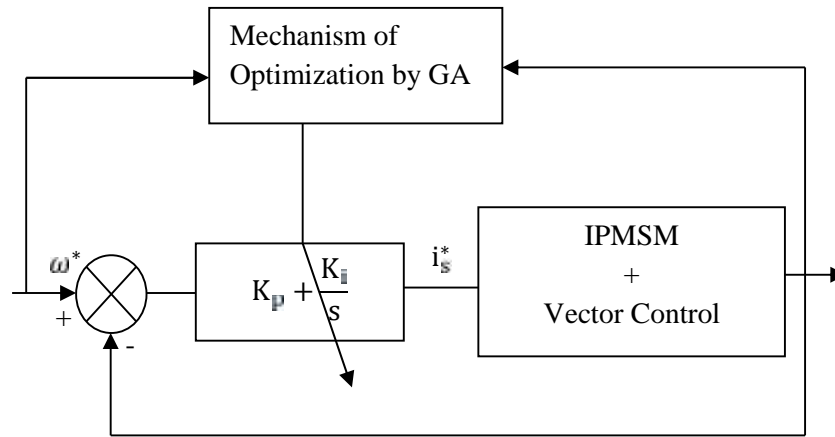 Mechanism of
Optimization by GA
ω*
+
-
K_p + K_i/s
i_s^*
IPMSM
+
Vector Control